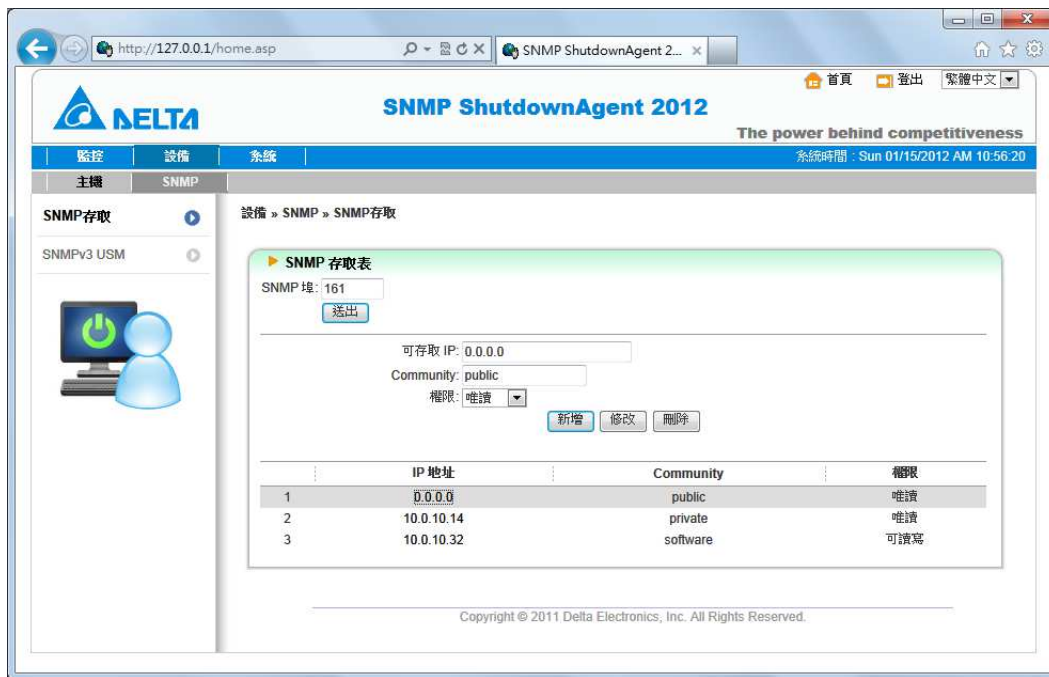 http://127.0.0.1/home.asp
SNMP ShutdownAgent 2...
首頁 登出 繁體中文
DELTA
SNMP ShutdownAgent 2012
The power behind competitiveness
監控 設備 系統
系統時間 : Sun 01/15/2012 AM 10:56:20
主機 SNMP
SNMP存取
SNMPv3 USM
設備 » SNMP » SNMP存取
SNMP 存取表
SNMP 埠: 161
送出
可存取 IP: 0.0.0.0
Community: public
權限: 唯讀
新增 修改 刪除
IP 地址 Community 權限
1 0.0.0.0 public 唯讀
2 10.0.10.14 private 唯讀
3 10.0.10.32 software 可讀寫
Copyright © 2011 Delta Electronics, Inc. All Rights Reserved.